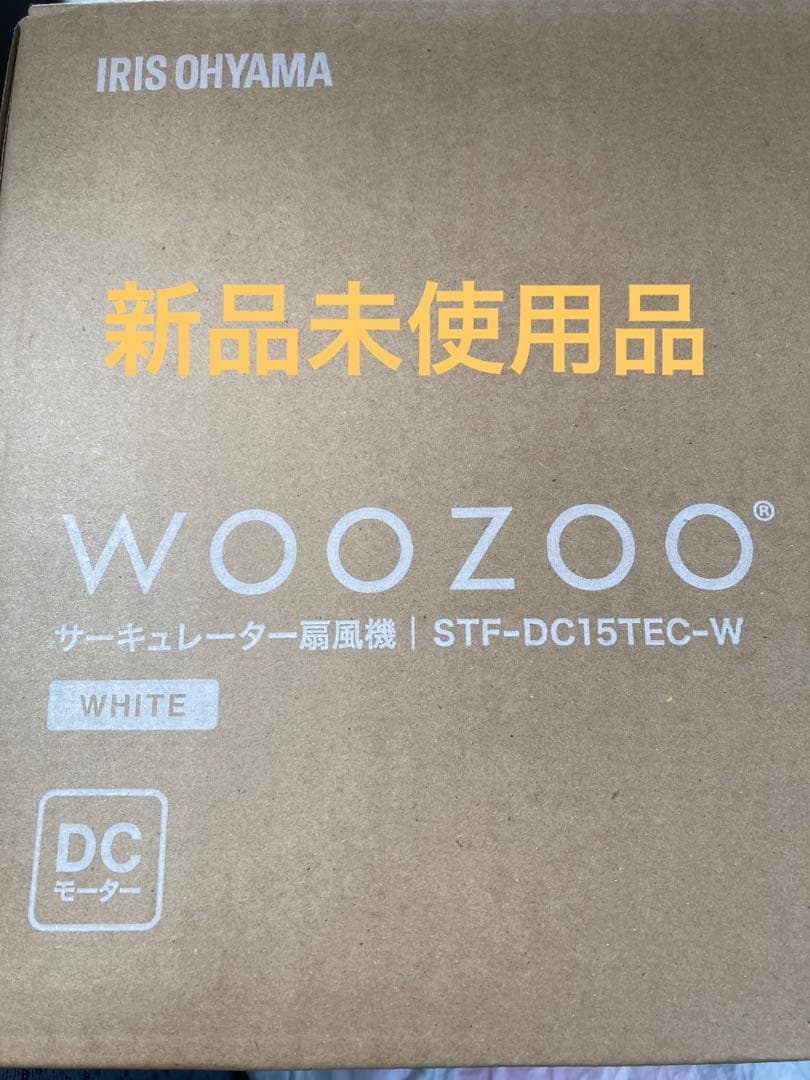 IRIS OHYAMA
新品未使用品
WOOZOO®
サーキュレーター扇風機｜STF-DC15TEC-W
WHITE
DC
モーター